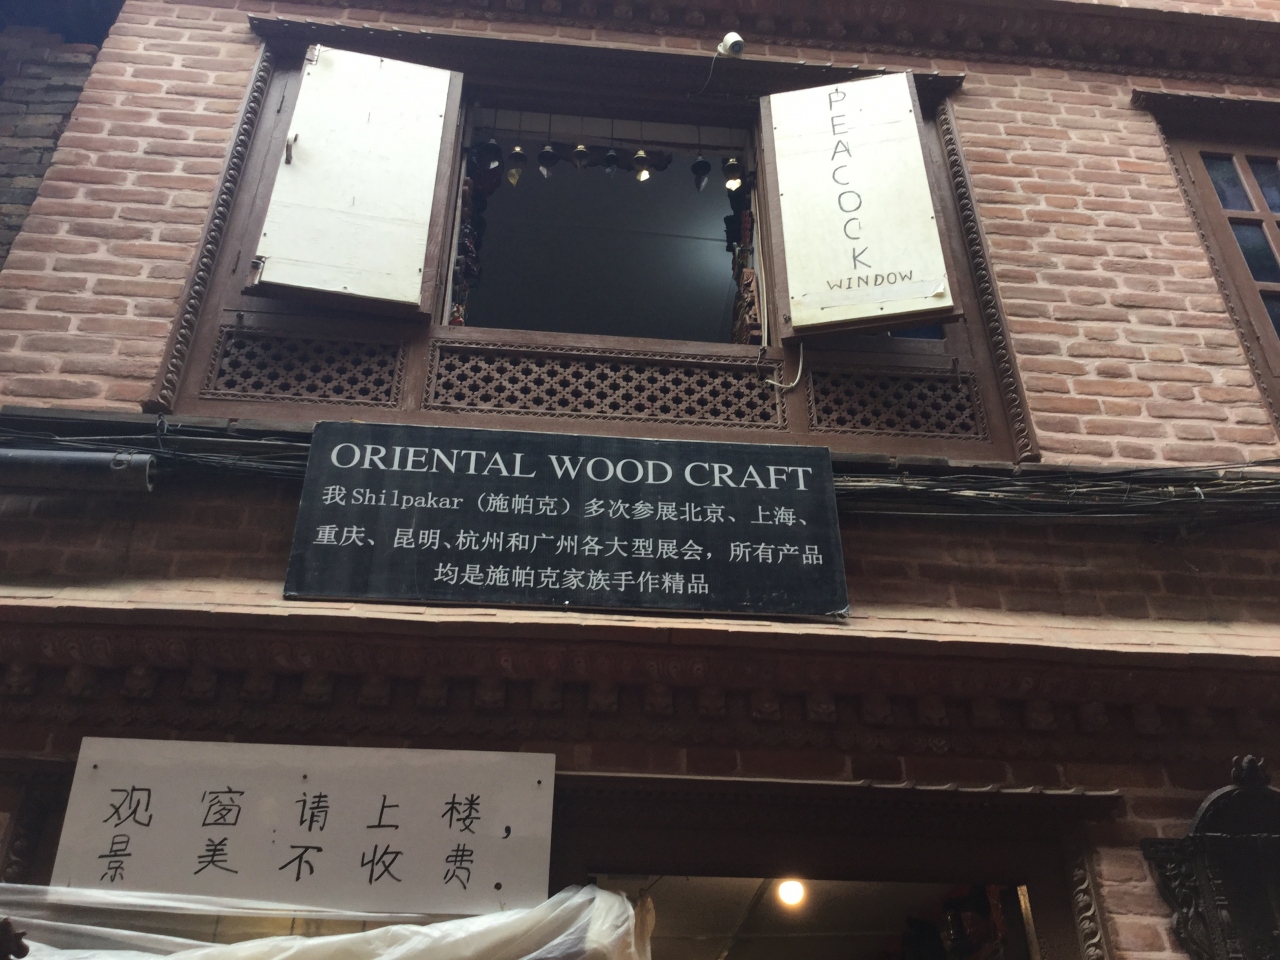 PEACOCK
WINDOW
ORIENTAL WOOD CRAFT
我Shilpakar（施帕克）多次参展北京、上海、
重庆、昆明、杭州和广州各大型展会，所有产品
均是施帕克家族手作精品
观窗请上楼，
景美不收费.